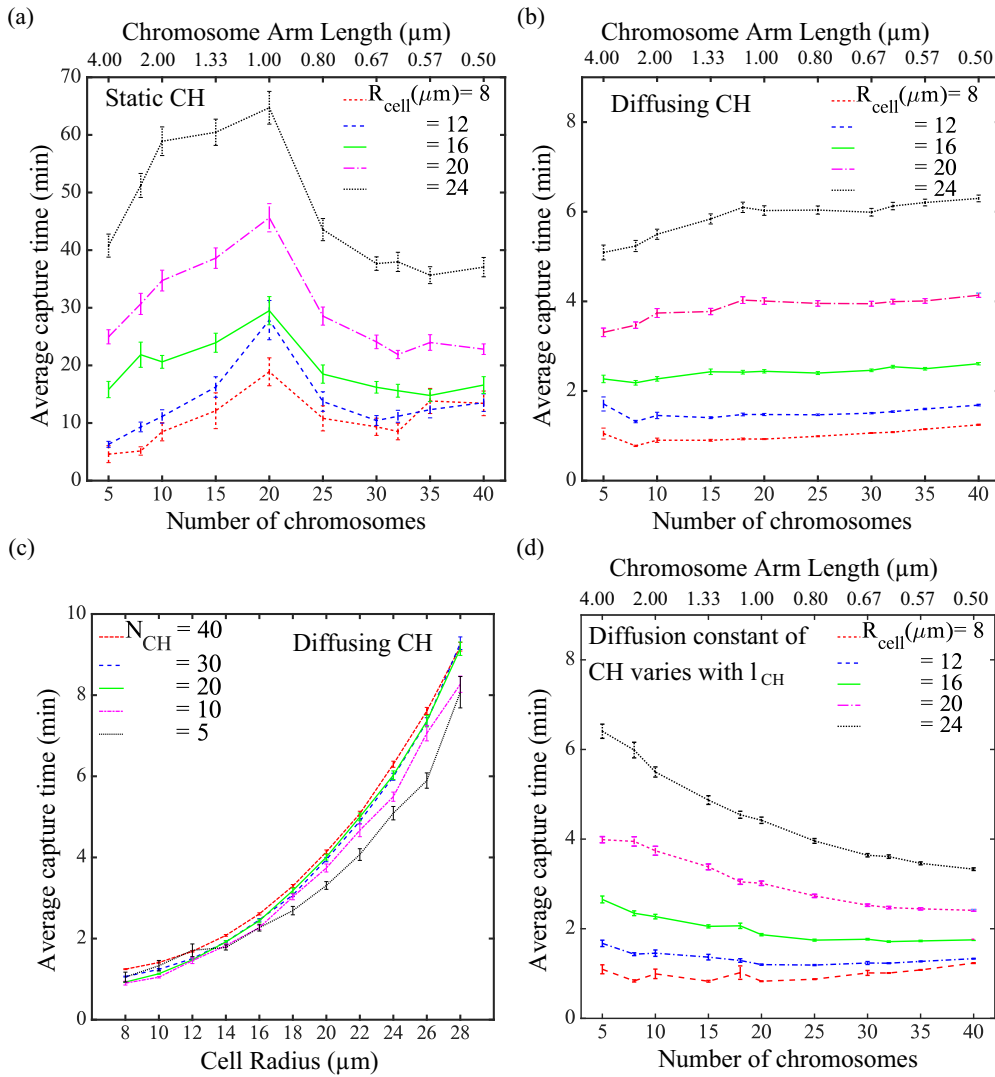 (a)
Chromosome Arm Length (µm)
4.00 2.00 1.33 1.00 0.80 0.67 0.57 0.50
70
60
50
40
30
20
10
0
Average capture time (min)
Static CH
R_cell(µm)= 8
= 12
= 16
= 20
= 24
5 10 15 20 25 30 35 40
Number of chromosomes
(b)
Chromosome Arm Length (µm)
4.00 2.00 1.33 1.00 0.80 0.67 0.57 0.50
8
6
4
2
0
Average capture time (min)
Diffusing CH
R_cell(µm)= 8
= 12
= 16
= 20
= 24
5 10 15 20 25 30 35 40
Number of chromosomes
(c)
10
8
6
4
2
0
Average capture time (min)
N_CH = 40
= 30
= 20
= 10
= 5
Diffusing CH
8 10 12 14 16 18 20 22 24 26 28
Cell Radius (µm)
(d)
Chromosome Arm Length (µm)
4.00 2.00 1.33 1.00 0.80 0.67 0.57 0.50
8
6
4
2
0
Average capture time (min)
Diffusion constant of
CH varies with l_CH
R_cell(µm)= 8
= 12
= 16
= 20
= 24
5 10 15 20 25 30 35 40
Number of chromosomes